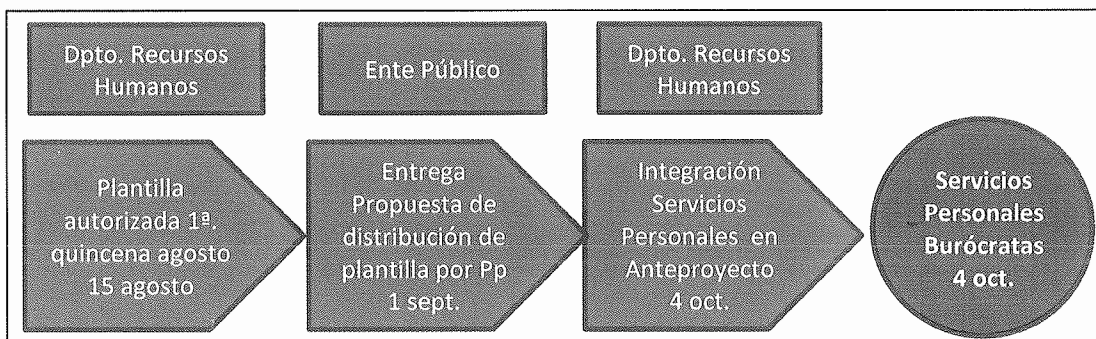 Dpto. Recursos
Humanos
Ente Público
Dpto. Recursos
Humanos
Plantilla
autorizada 1ª.
quincena agosto
15 agosto
Entrega
Propuesta de
distribución de
plantilla por Pp
1 sept.
Integración
Servicios
Personales en
Anteproyecto
4 oct.
Servicios
Personales
Burócratas
4 oct.